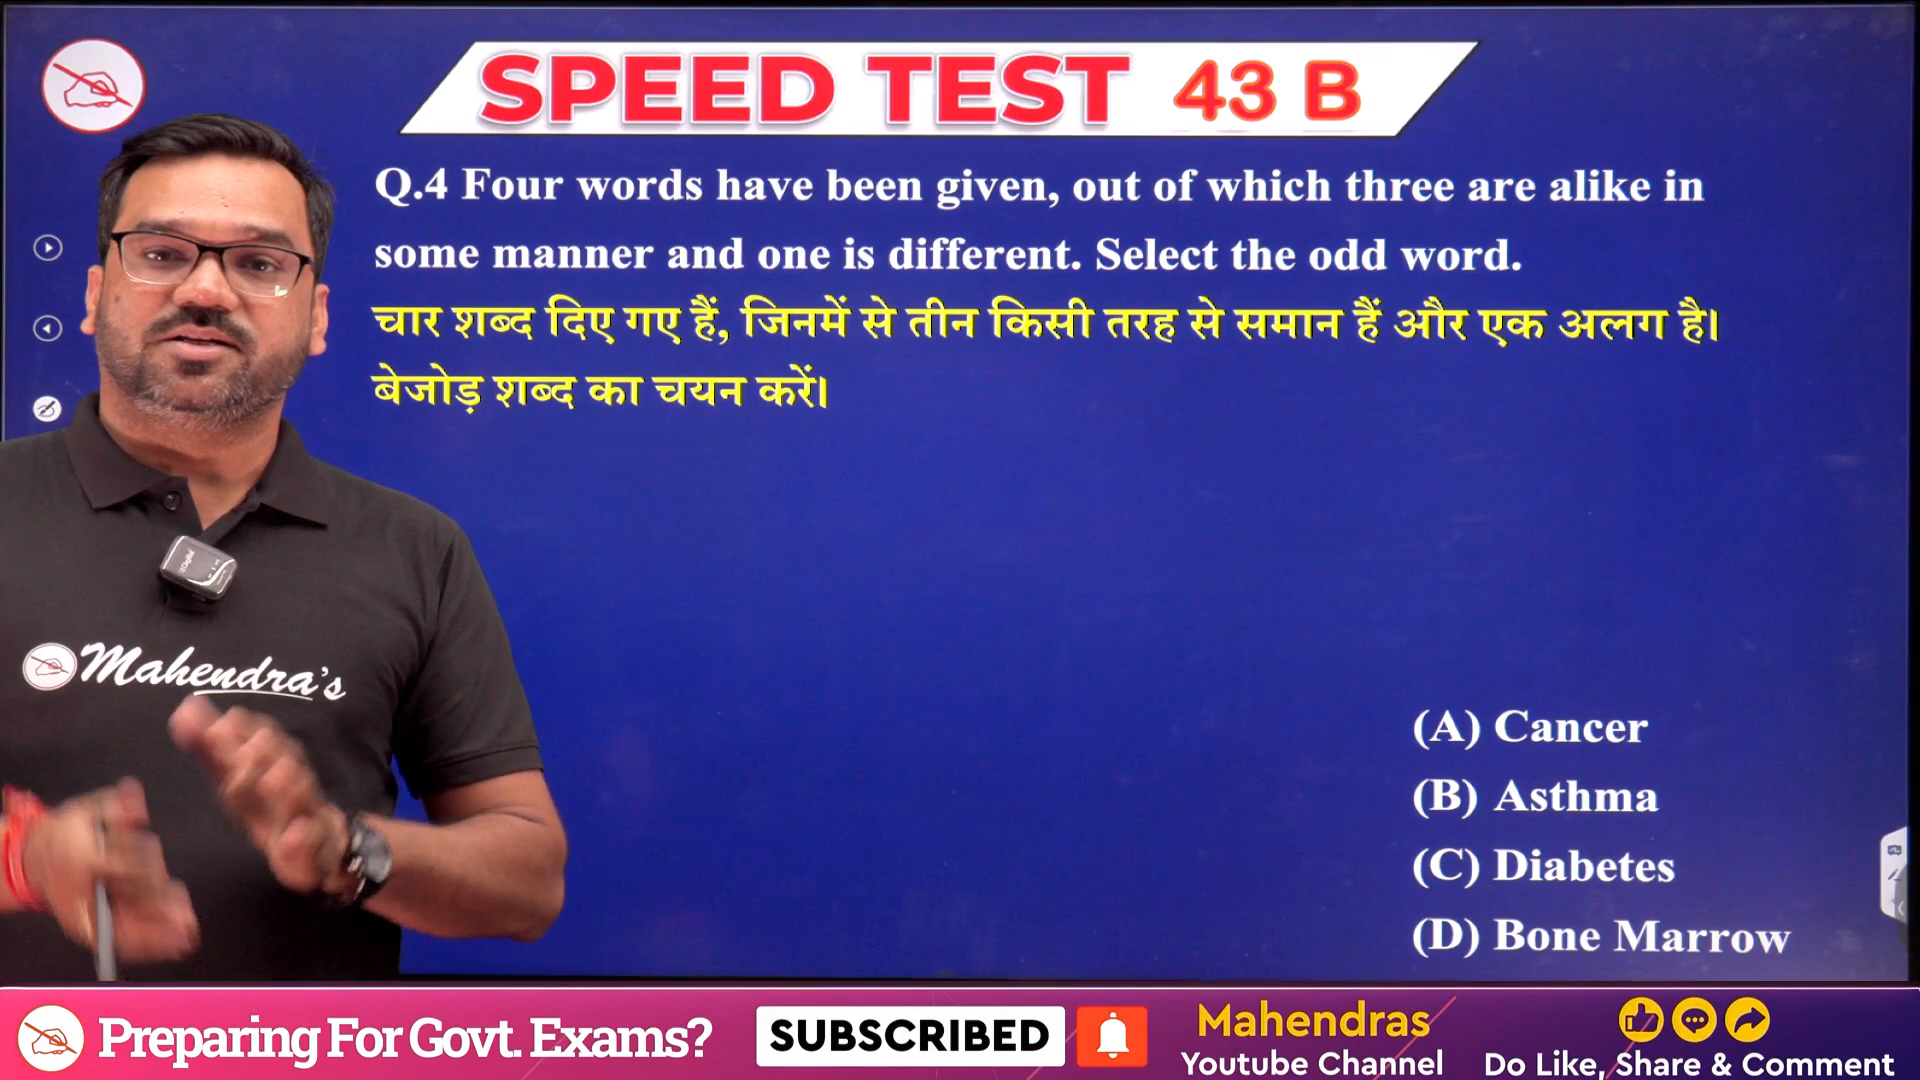 SPEED TEST 43 B
Q.4 Four words have been given, out of which three are alike in
some manner and one is different. Select the odd word.
चार शब्द दिए गए हैं, जिनमें से तीन किसी तरह से समान हैं और एक अलग है।
बेजोड़ शब्द का चयन करें।
Mahendra's
(A) Cancer
(B) Asthma
(C) Diabetes
(D) Bone Marrow
Preparing For Govt. Exams?
SUBSCRIBED
Mahendras
Youtube Channel
Do Like, Share & Comment